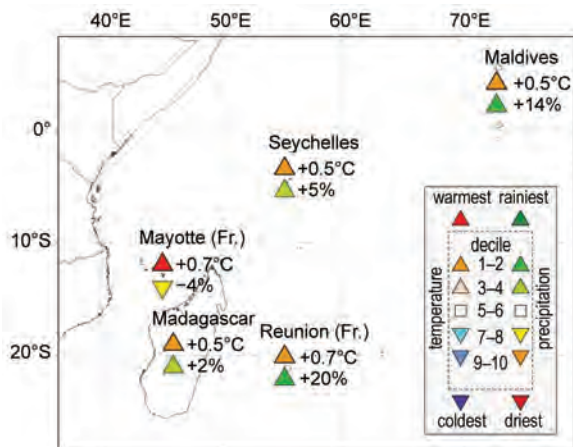 40°E 50°E 60°E 70°E
Maldives
+0.5°C
+14%
0°
Seychelles
+0.5°C
+5%
10°S
Mayotte (Fr.)
+0.7°C
−4%
Madagascar
+0.5°C
+2%
Reunion (Fr.)
+0.7°C
+20%
20°S
warmest rainiest
decile
1–2
3–4
5–6
7–8
9–10
temperature
precipitation
coldest driest